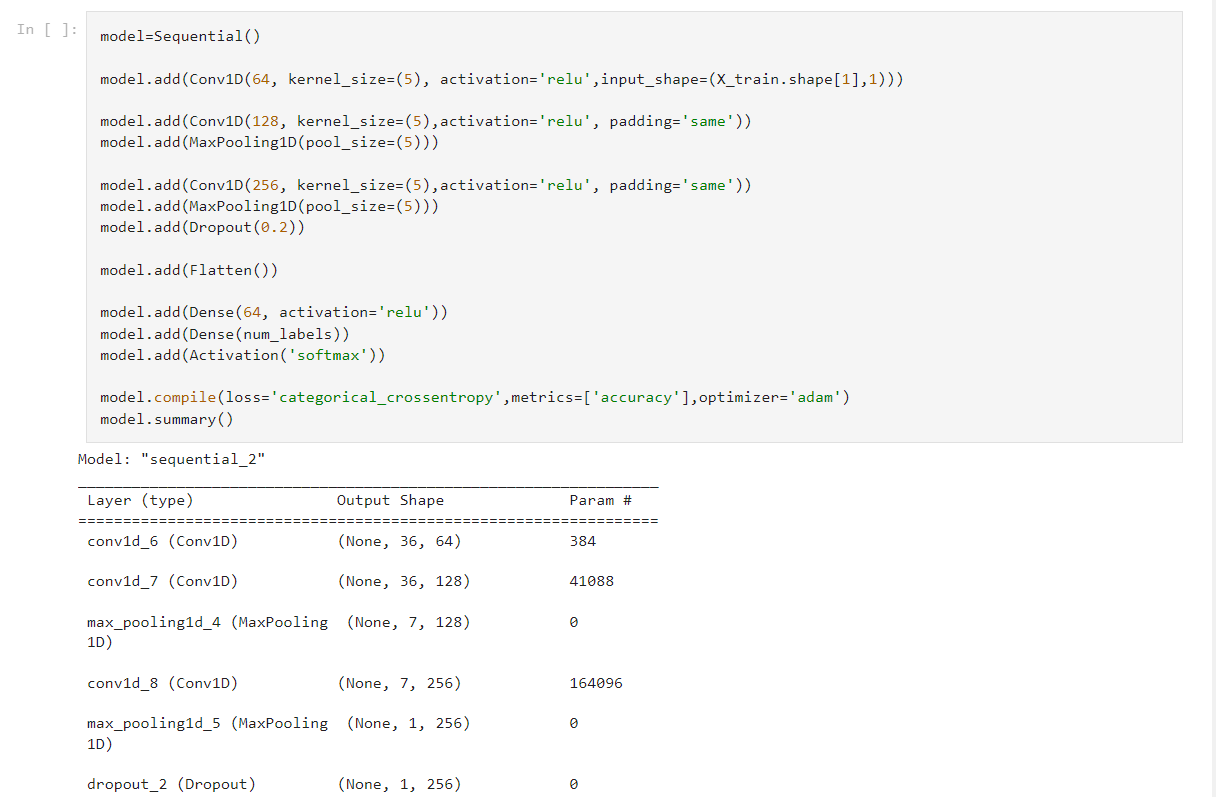 In [ ]:
model=Sequential()
model.add(Conv1D(64, kernel_size=(5), activation='relu',input_shape=(X_train.shape[1],1)))
model.add(Conv1D(128, kernel_size=(5),activation='relu', padding='same'))
model.add(MaxPooling1D(pool_size=(5)))
model.add(Conv1D(256, kernel_size=(5),activation='relu', padding='same'))
model.add(MaxPooling1D(pool_size=(5)))
model.add(Dropout(0.2))
model.add(Flatten())
model.add(Dense(64, activation='relu'))
model.add(Dense(num_labels))
model.add(Activation('softmax'))
model.compile(loss='categorical_crossentropy',metrics=['accuracy'],optimizer='adam')
model.summary()
Model: "sequential_2"
_________________________________________________________________
Layer (type) Output Shape Param #
=================================================================
conv1d_6 (Conv1D) (None, 36, 64) 384
conv1d_7 (Conv1D) (None, 36, 128) 41088
max_pooling1d_4 (MaxPooling (None, 7, 128) 0
1D)
conv1d_8 (Conv1D) (None, 7, 256) 164096
max_pooling1d_5 (MaxPooling (None, 1, 256) 0
1D)
dropout_2 (Dropout) (None, 1, 256) 0